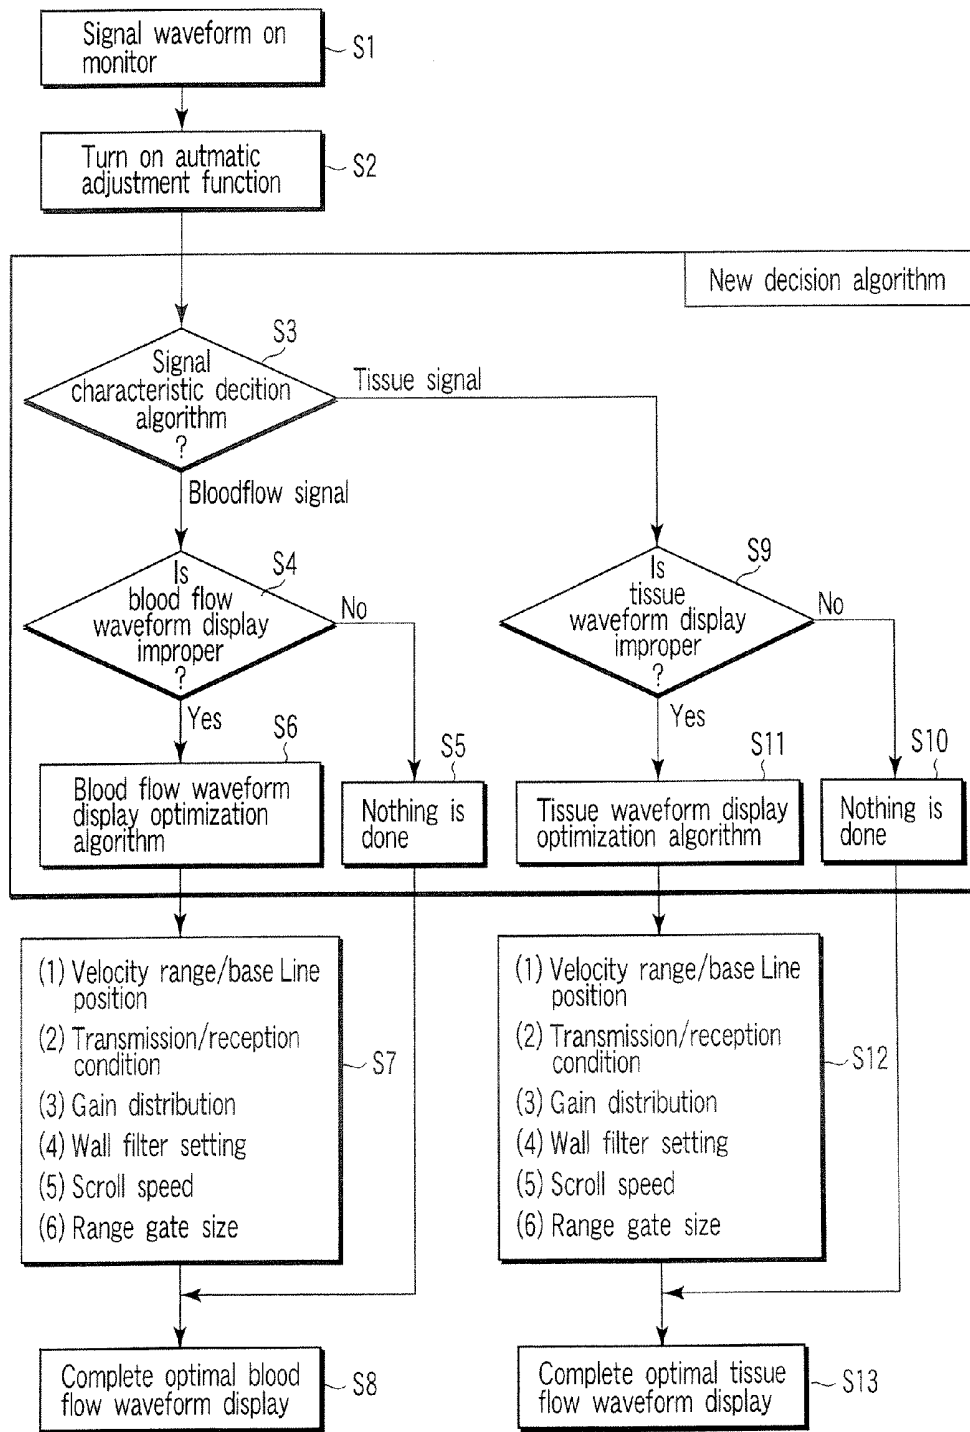 Signal waveform on
monitor
S1
Turn on autmatic
adjustment function
S2
New decision algorithm
S3
Signal
characteristic decition
algorithm
?
Tissue signal
Bloodflow signal
S4
Is
blood flow
waveform display
improper
?
No
Yes
S9
Is
tissue
waveform display
improper
?
No
Yes
S6
Blood flow waveform
display optimization
algorithm
S5
Nothing is
done
S11
Tissue waveform display
optimization algorithm
S10
Nothing is
done
(1) Velocity range/base Line
position
(2) Transmission/reception
condition
(3) Gain distribution
(4) Wall filter setting
(5) Scroll speed
(6) Range gate size
S7
(1) Velocity range/base Line
position
(2) Transmission/reception
condition
(3) Gain distribution
(4) Wall filter setting
(5) Scroll speed
(6) Range gate size
S12
Complete optimal blood
flow waveform display
S8
Complete optimal tissue
flow waveform display
S13